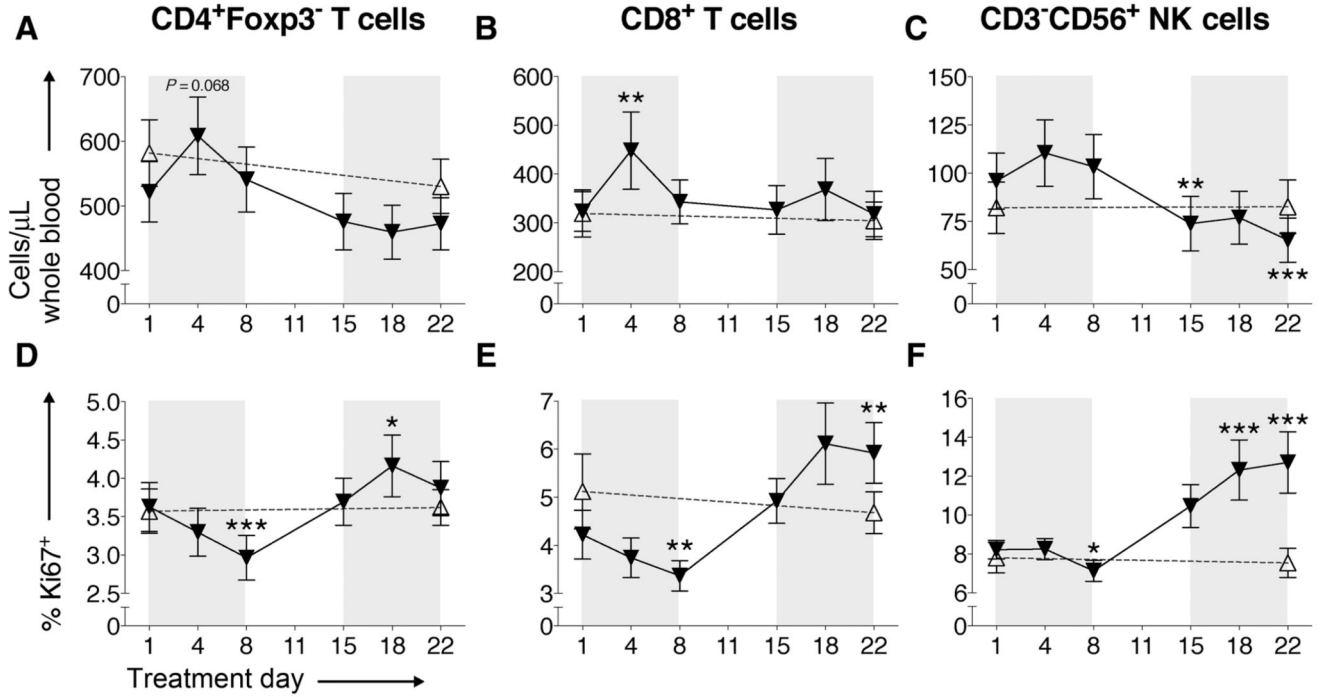 A CD4⁺Foxp3⁻ T cells
B CD8⁺ T cells
C CD3⁻CD56⁺ NK cells
Cells/μL
whole blood
P = 0.068
700
600
500
400
0
1 4 8 11 15 18 22
**
600
500
400
300
200
0
1 4 8 11 15 18 22
**
***
150
125
100
75
50
0
1 4 8 11 15 18 22
D
% Ki67⁺
***
*
5.0
4.5
4.0
3.5
3.0
2.5
0
1 4 8 11 15 18 22
E
**
**
7
6
5
4
3
0
1 4 8 11 15 18 22
F
*
***
***
16
14
12
10
8
6
0
1 4 8 11 15 18 22
Treatment day